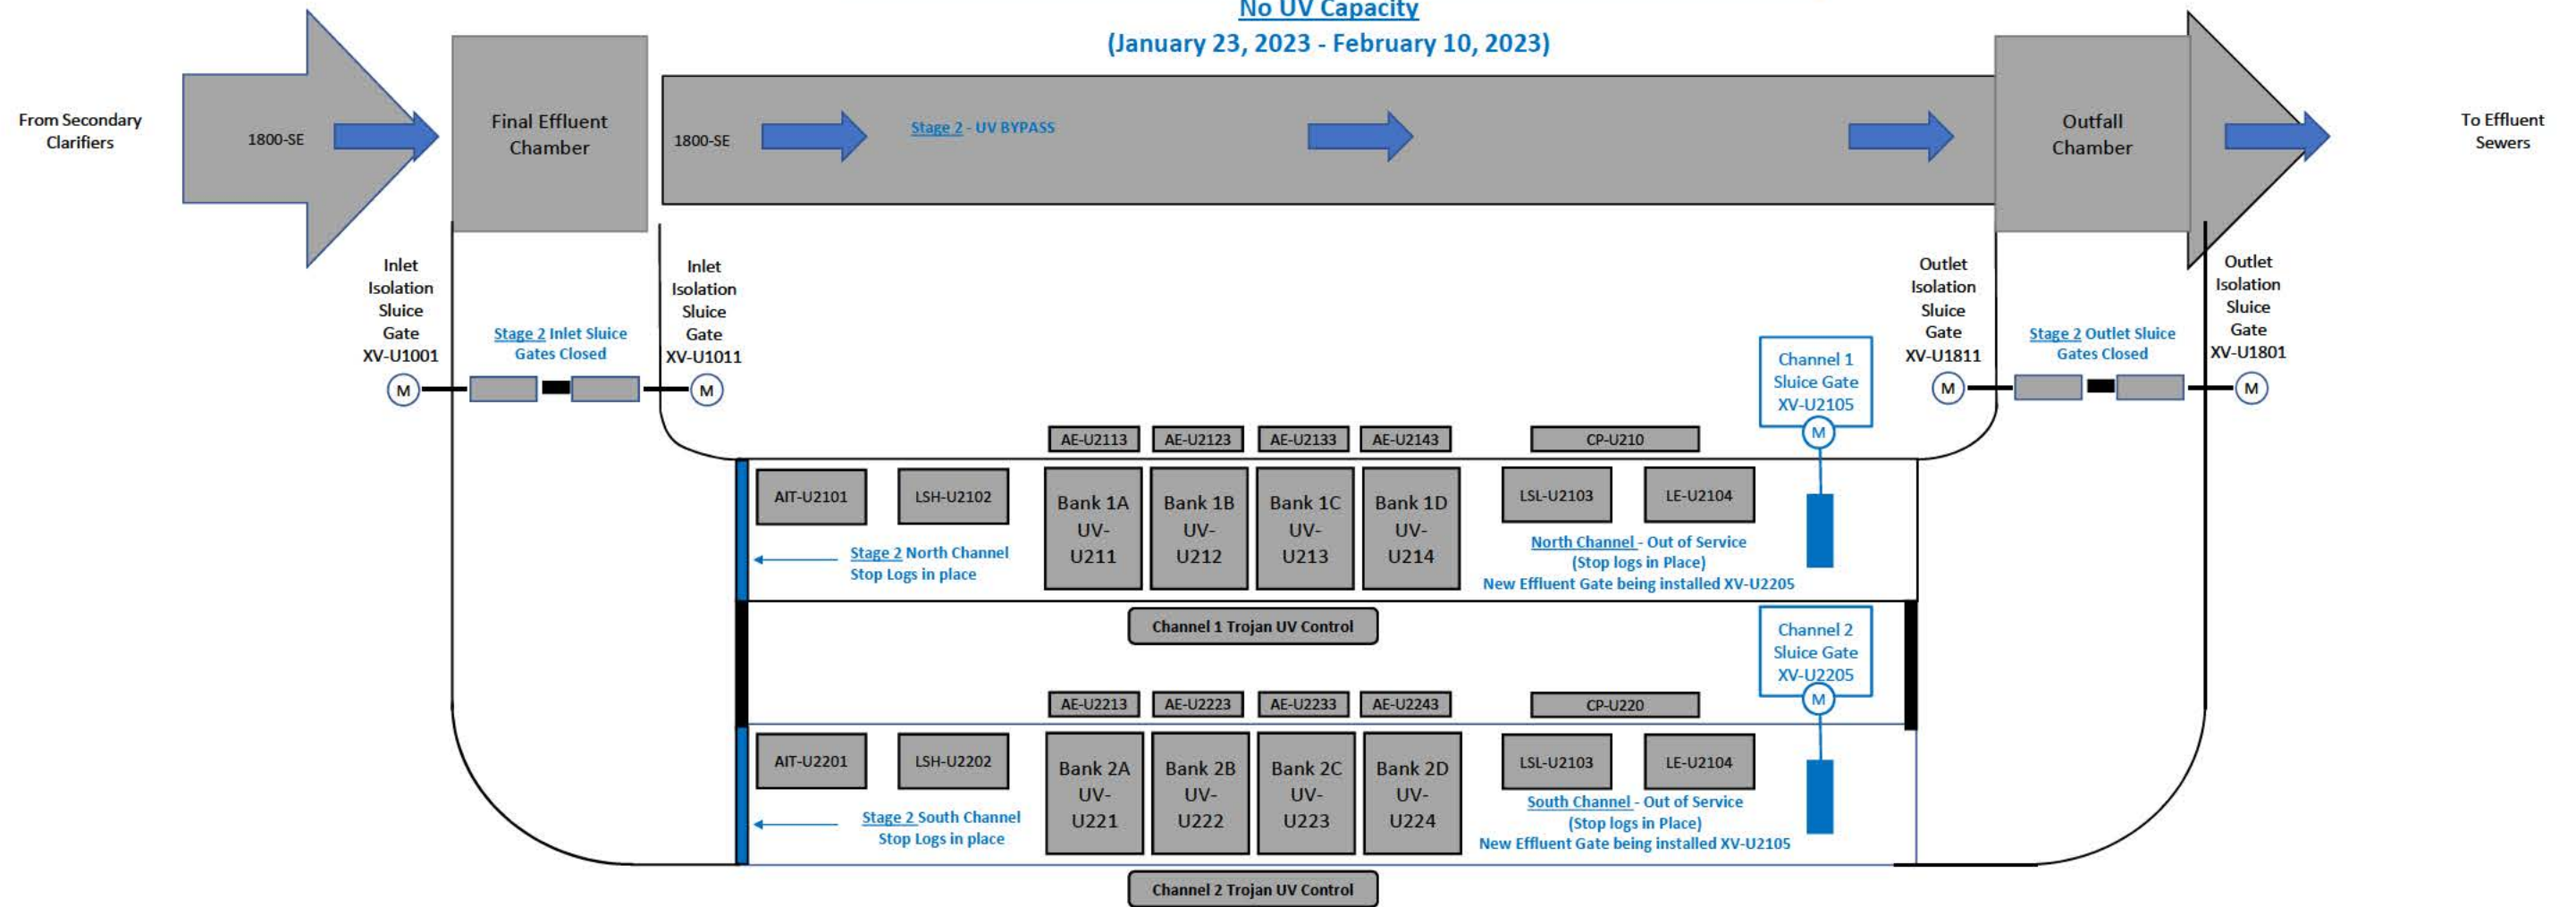 No UV Capacity
(January 23, 2023 - February 10, 2023)
From Secondary
Clarifiers
1800-SE
Final Effluent
Chamber
1800-SE
Stage 2 - UV BYPASS
Outfall
Chamber
To Effluent
Sewers
Inlet
Isolation
Sluice
Gate
XV-U1001
M
Stage 2 Inlet Sluice
Gates Closed
Inlet
Isolation
Sluice
Gate
XV-U1011
M
Outlet
Isolation
Sluice
Gate
XV-U1811
M
Stage 2 Outlet Sluice
Gates Closed
Outlet
Isolation
Sluice
Gate
XV-U1801
M
Channel 1
Sluice Gate
XV-U2105
M
AE-U2113
AE-U2123
AE-U2133
AE-U2143
CP-U210
AIT-U2101
LSH-U2102
Bank 1A
UV-
U211
Bank 1B
UV-
U212
Bank 1C
UV-
U213
Bank 1D
UV-
U214
LSL-U2103
LE-U2104
Stage 2 North Channel
Stop Logs in place
North Channel - Out of Service
(Stop logs in Place)
New Effluent Gate being installed XV-U2205
Channel 1 Trojan UV Control
Channel 2
Sluice Gate
XV-U2205
M
AE-U2213
AE-U2223
AE-U2233
AE-U2243
CP-U220
AIT-U2201
LSH-U2202
Bank 2A
UV-
U221
Bank 2B
UV-
U222
Bank 2C
UV-
U223
Bank 2D
UV-
U224
LSL-U2103
LE-U2104
Stage 2 South Channel
Stop Logs in place
South Channel - Out of Service
(Stop logs in Place)
New Effluent Gate being installed XV-U2105
Channel 2 Trojan UV Control